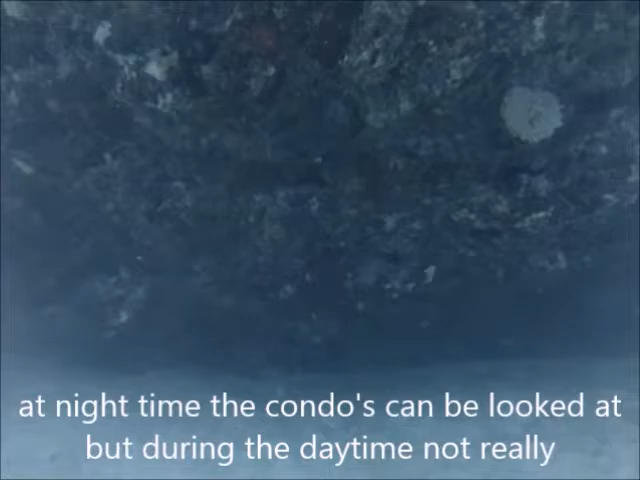 at night time the condo's can be looked at
but during the daytime not really